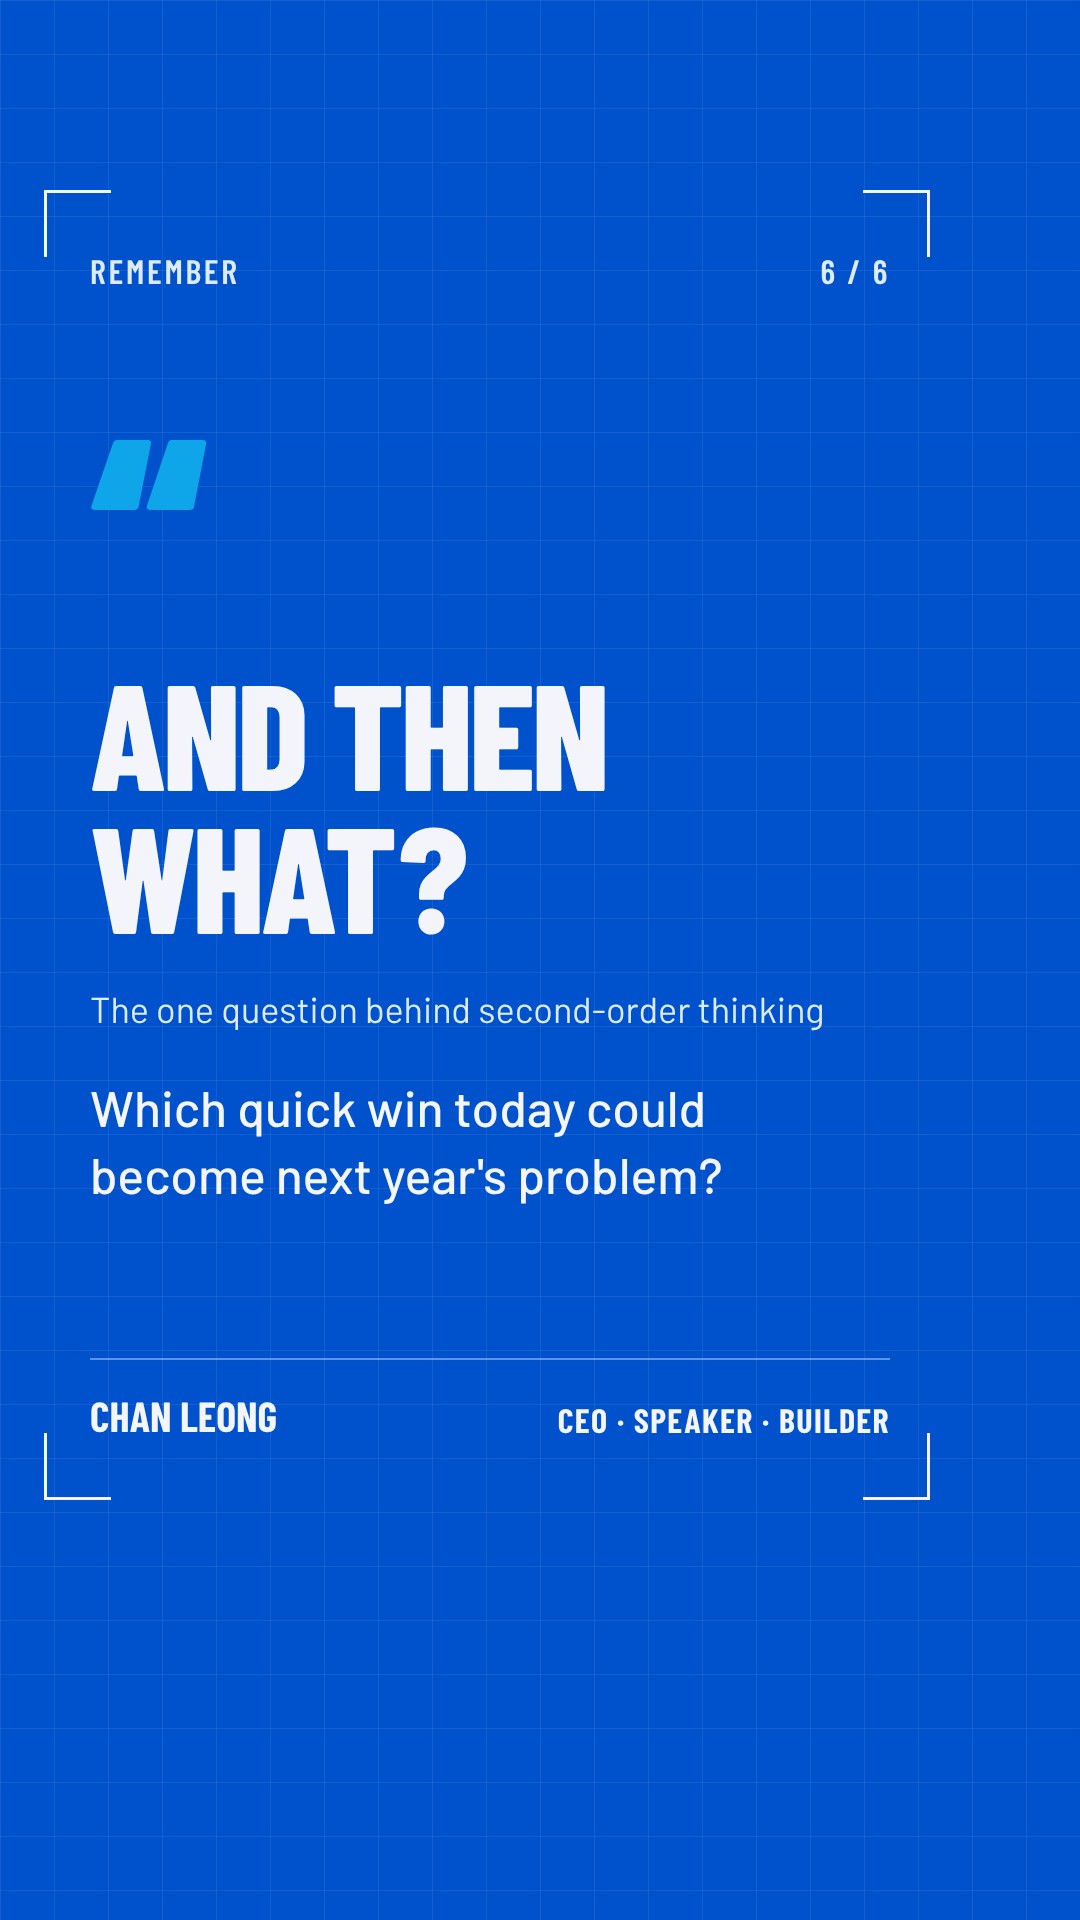 REMEMBER
6 / 6
AND THEN
WHAT?
The one question behind second-order thinking
Which quick win today could
become next year's problem?
CHAN LEONG
CEO · SPEAKER · BUILDER